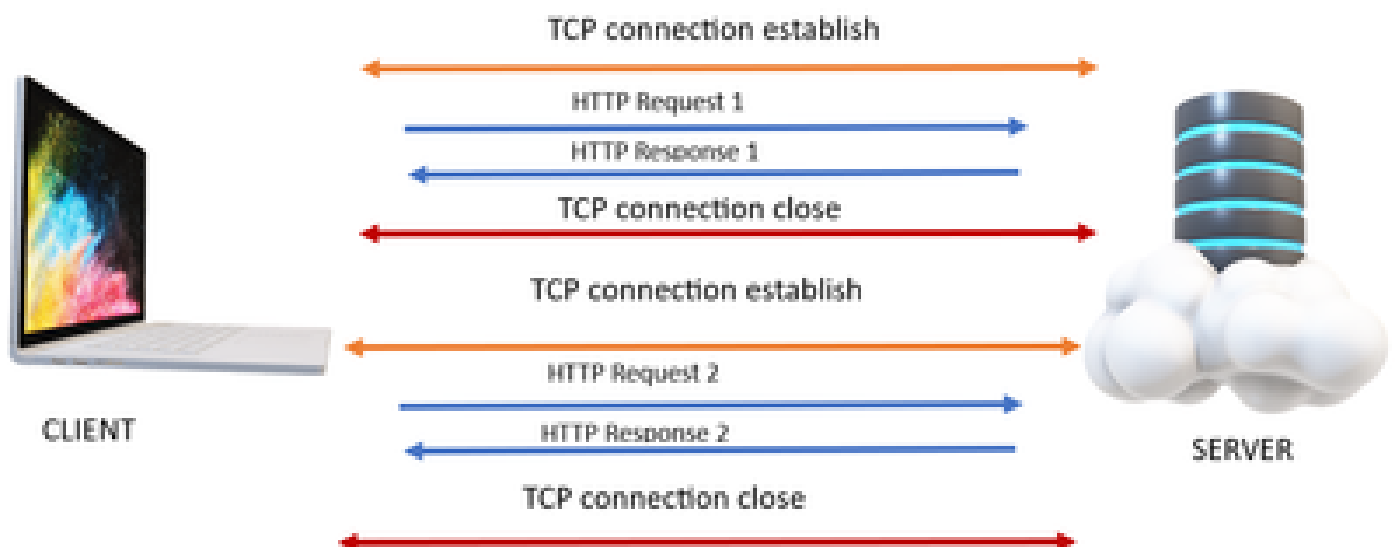 TCP connection establish
HTTP Request 1
HTTP Response 1
TCP connection close
TCP connection establish
HTTP Request 2
CLIENT
HTTP Response 2
SERVER
TCP connection close